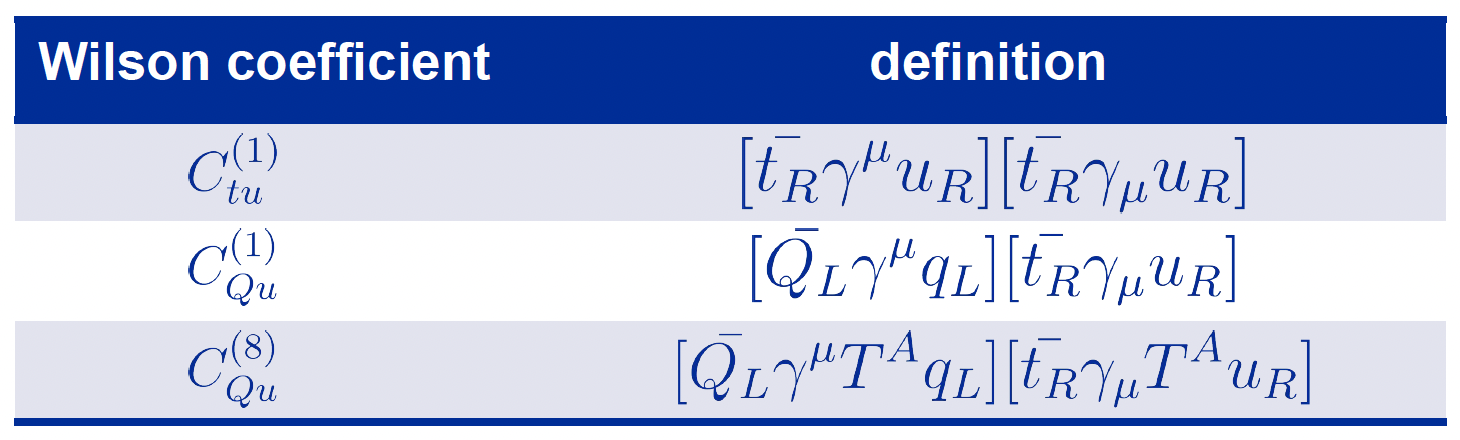 Wilson coefficient definition
$C_{tu}^{(1)}$ $[\bar{t_R}\gamma^\mu u_R][\bar{t_R}\gamma_\mu u_R]$
$C_{Qu}^{(1)}$ $[\bar{Q_L}\gamma^\mu q_L][\bar{t_R}\gamma_\mu u_R]$
$C_{Qu}^{(8)}$ $[\bar{Q_L}\gamma^\mu T^A q_L][\bar{t_R}\gamma_\mu T^A u_R]$